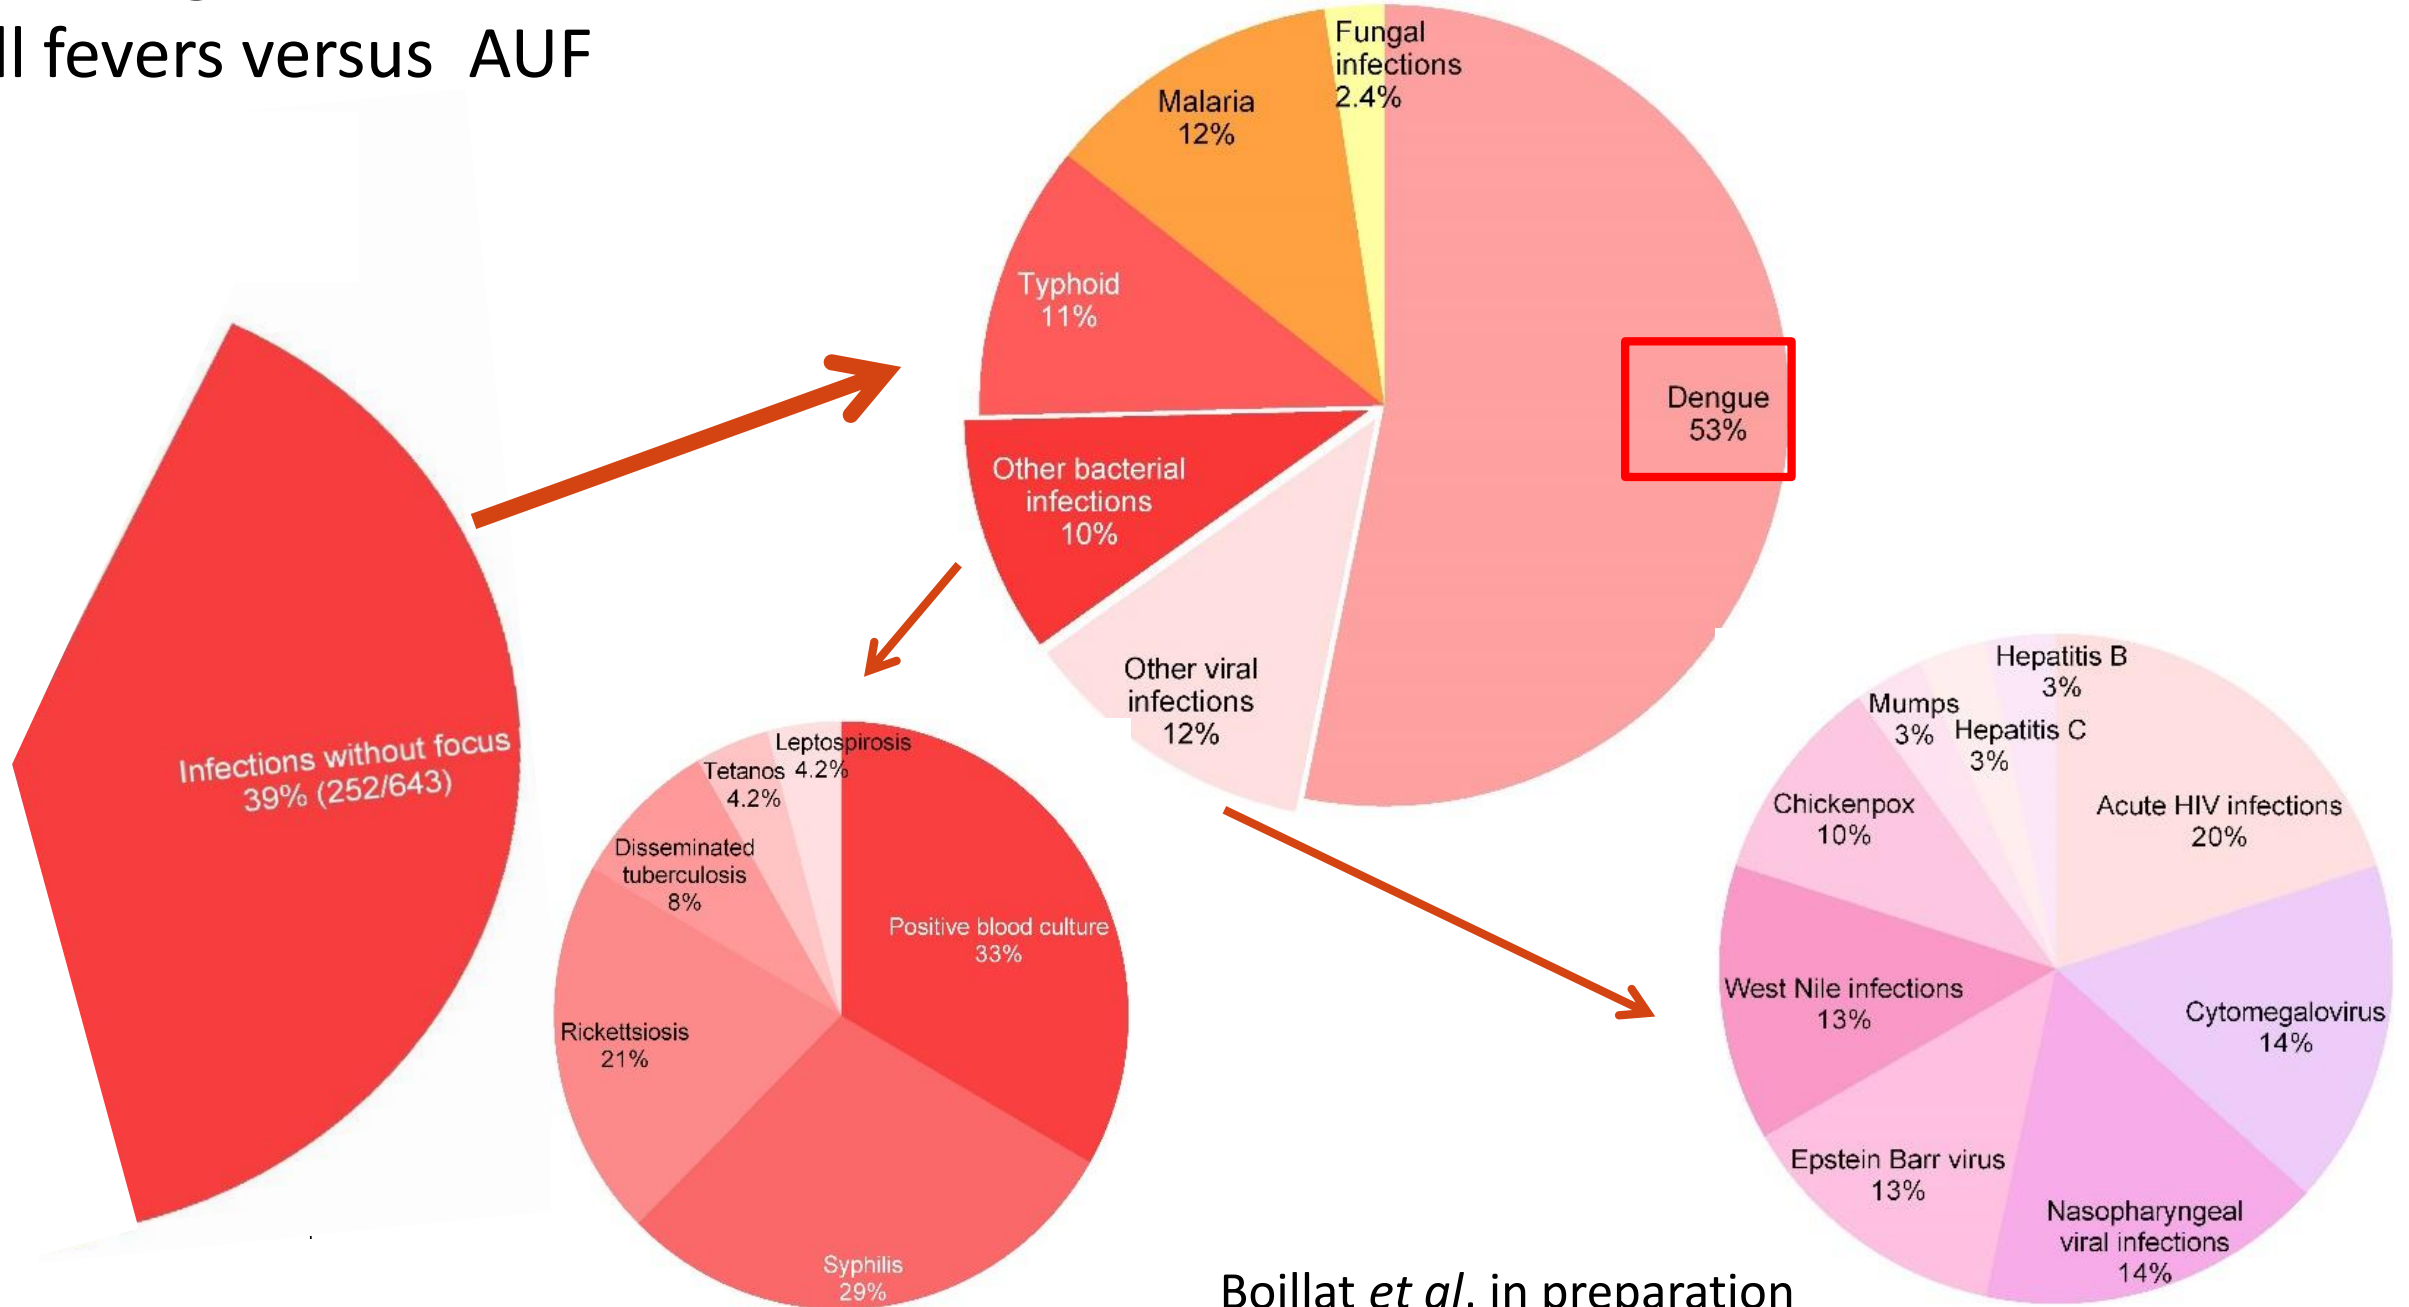 ll fevers versus  AUF
Fungal
infections
2.4%
Malaria
12%
Typhoid
11%
Dengue
53%
Other bacterial
infections
10%
Other viral
infections
12%
Infections without focus
39% (252/643)
Leptospirosis
4.2%
Tetanos
4.2%
Disseminated
tuberculosis
8%
Positive blood culture
33%
Rickettsiosis
21%
Syphilis
29%
Hepatitis B
3%
Mumps
3%
Hepatitis C
3%
Chickenpox
10%
Acute HIV infections
20%
West Nile infections
13%
Cytomegalovirus
14%
Epstein Barr virus
13%
Nasopharyngeal
viral infections
14%
Boillat et al. in preparation